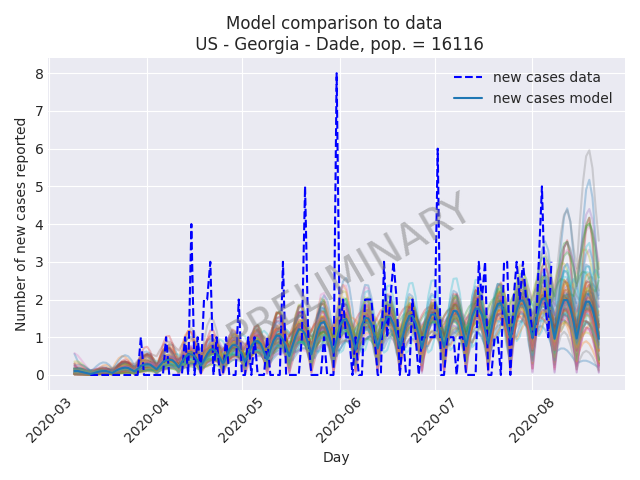 Model comparison to data
US - Georgia - Dade, pop. = 16116
8
7
6
5
4
3
2
1
0
Number of new cases reported
new cases data
new cases model
PRELIMINARY
2020-03
2020-04
2020-05
2020-06
2020-07
2020-08
Day